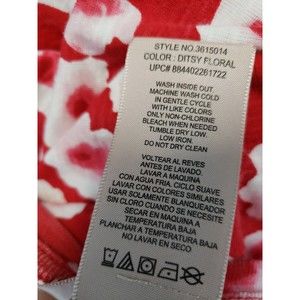 STYLE NO.3615014
COLOR : DITSY FLORAL
UPC# 884402261722
WASH INSIDE OUT.
MACHINE WASH COLD
IN GENTLE CYCLE
WITH LIKE COLORS
ONLY NON-CHLORINE
BLEACH WHEN NEEDED
TUMBLE DRY LOW.
LOW IRON.
DO NOT DRY CLEAN
VOLTEAR AL REVES
ANTES DE LAVADO.
LAVAR A MAQUINA
CON AGUA FRIA. CICLO SUAVE
LAVAR CON COLORES SIMILARES
USAR SOLAMENTE BLANQUEADOR
SIN CLORO CUANDO SE NECESITE
SECAR EN MAQUINA A
TEMPERATURA BAJA
PLANCHAR A TEMPERATURA BAJA
NO LAVAR EN SECO